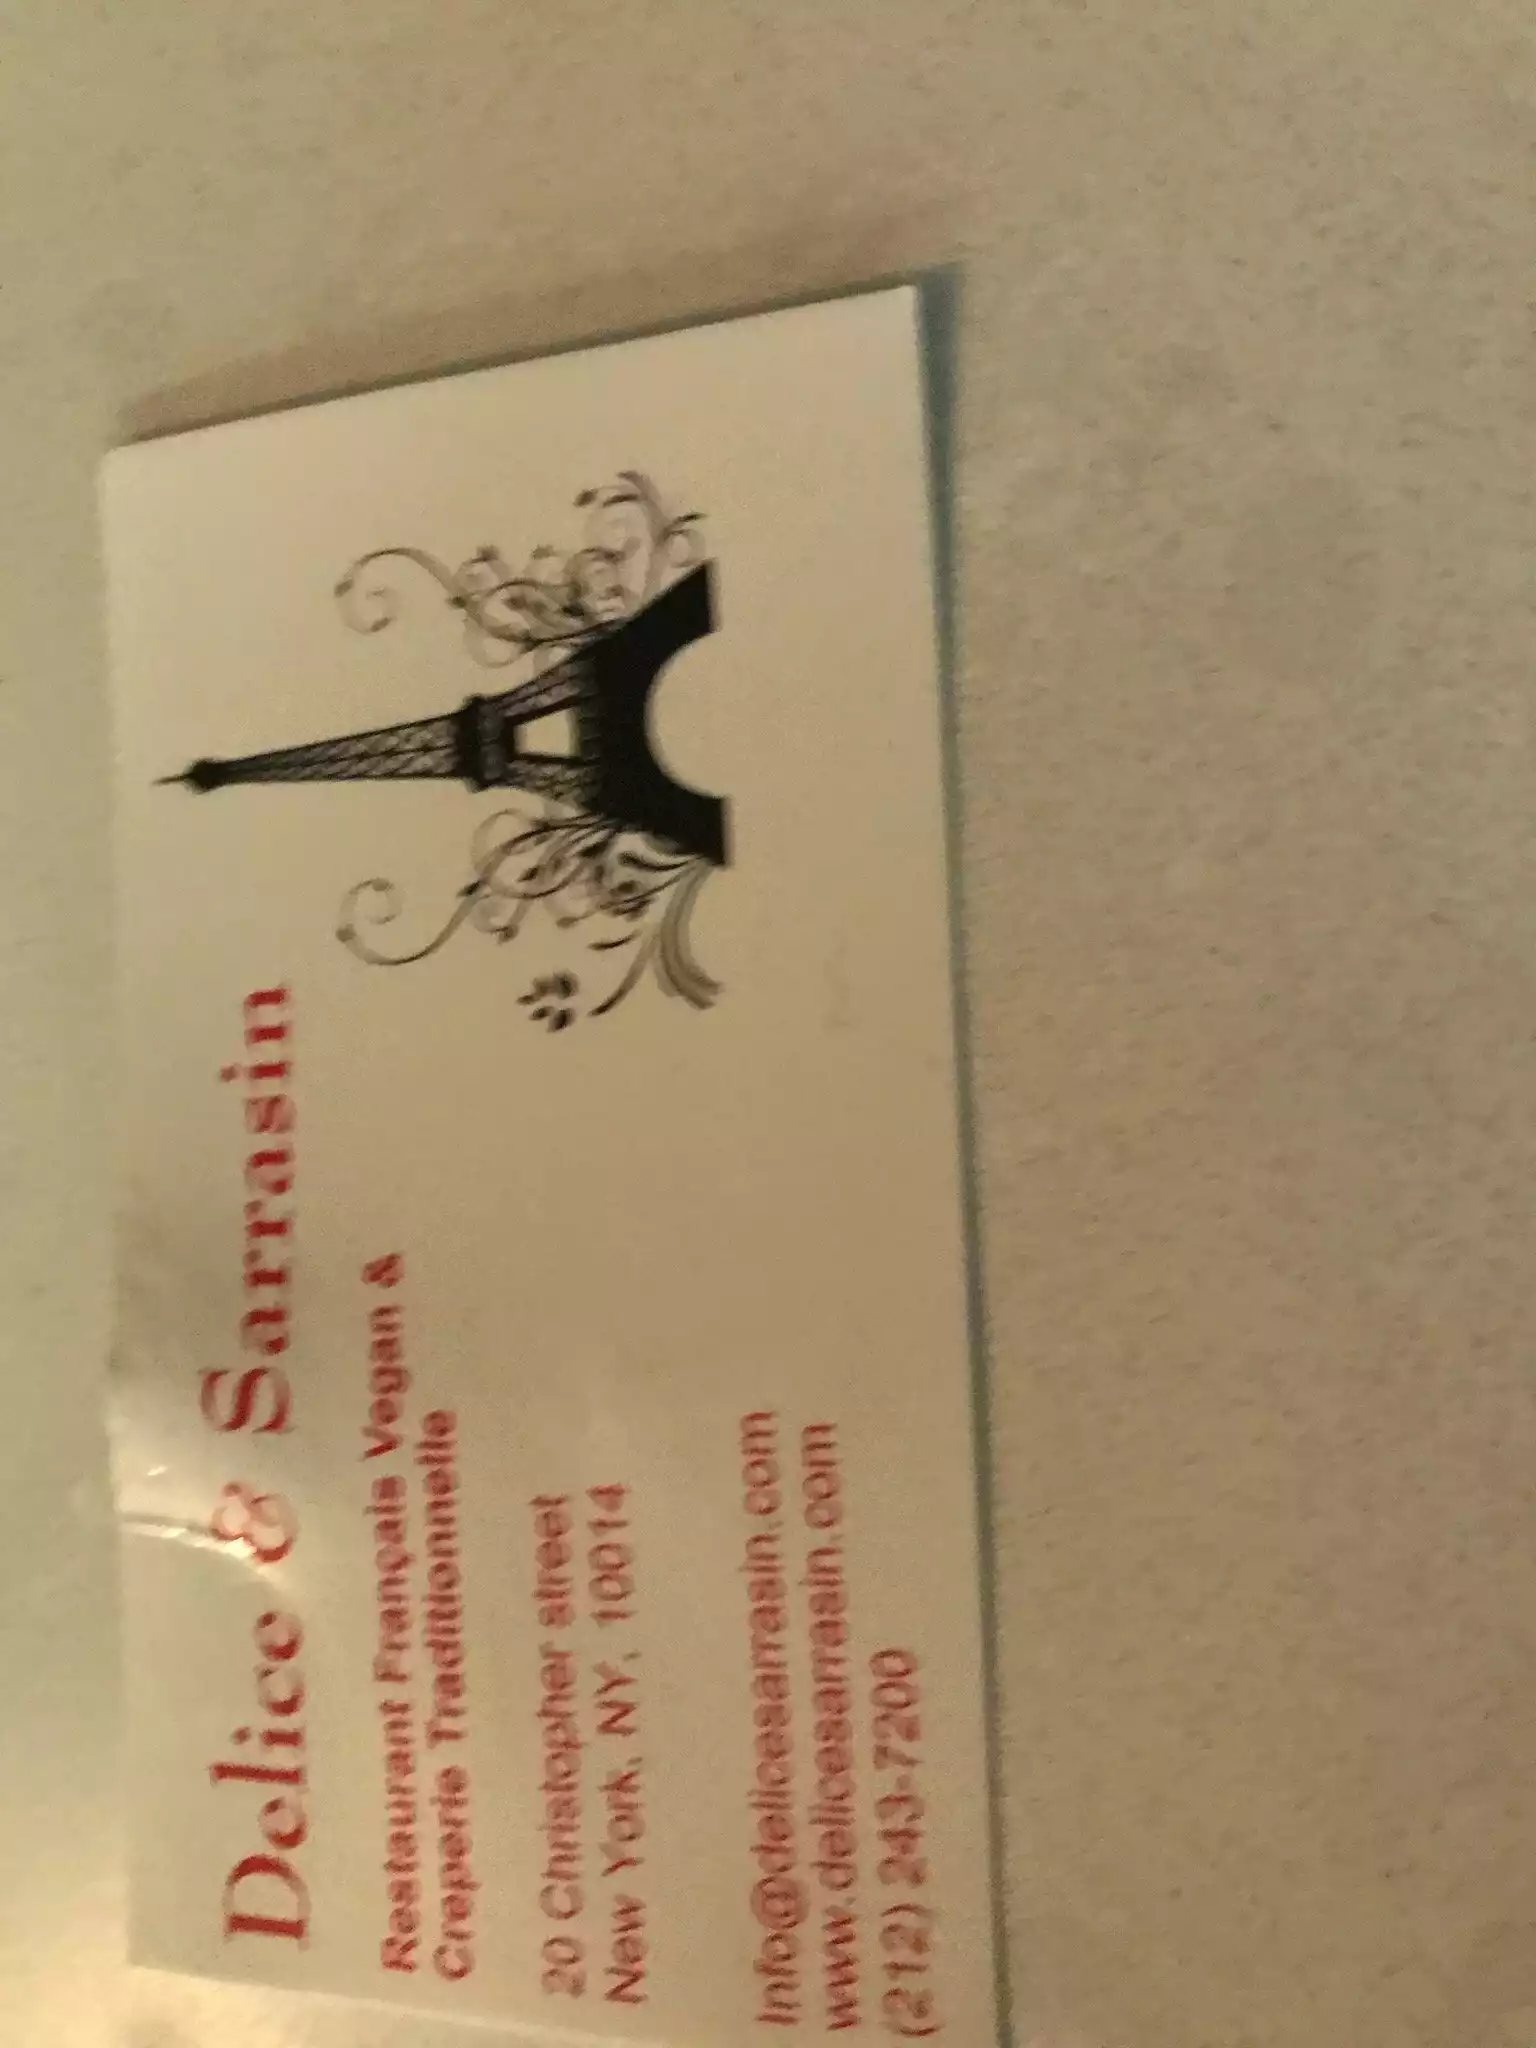 Delice & Sarrasin
Restaurant Français Vegan &
Creperie Traditionnelle
20 Christopher street
New York, NY, 10014
Info@delicesarrasin.com
www.delicesarrasin.com
(212) 243-7200